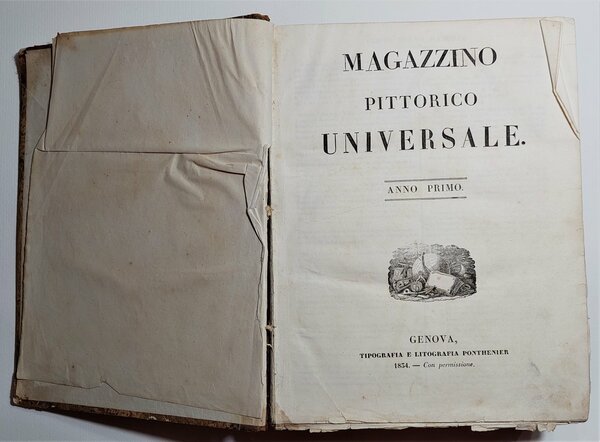 MAGAZZINO
PITTORICO
UNIVERSALE.
ANNO PRIMO.
GENOVA,
TIPOGRAFIA E LITOGRAFIA PONTHENIER
1834. — Con permissione.